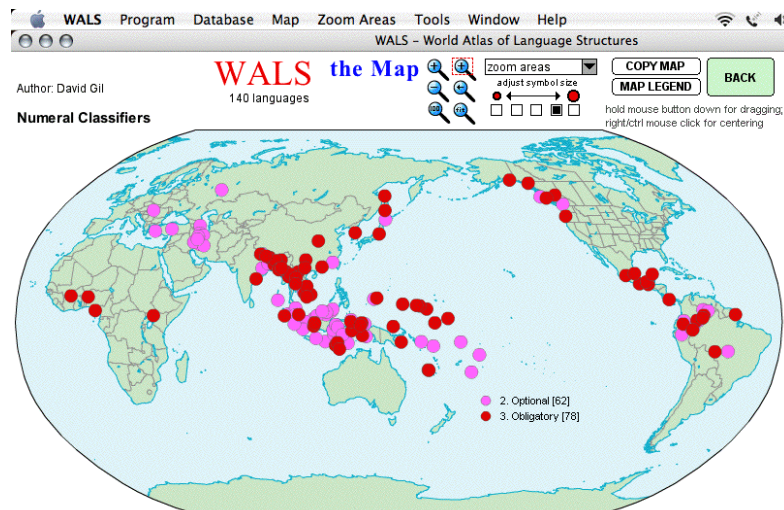 WALS Program Database Map Zoom Areas Tools Window Help
WALS – World Atlas of Language Structures
Author: David Gil
WALS the Map
140 languages
Numeral Classifiers
zoom areas
adjust symbol size
COPY MAP
MAP LEGEND
BACK
hold mouse button down for dragging;
right/ctrl mouse click for centering
2. Optional [62]
3. Obligatory [78]